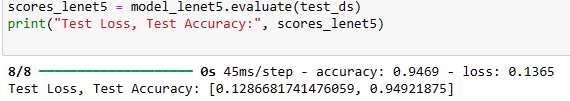 scores_lenet5 = model_lenet5.evaluate(test_ds)
print("Test Loss, Test Accuracy:", scores_lenet5)
8/8 ━━━━━━━━━━━━━━━━━━━━ 0s 45ms/step - accuracy: 0.9469 - loss: 0.1365
Test Loss, Test Accuracy: [0.1286681741476059, 0.94921875]